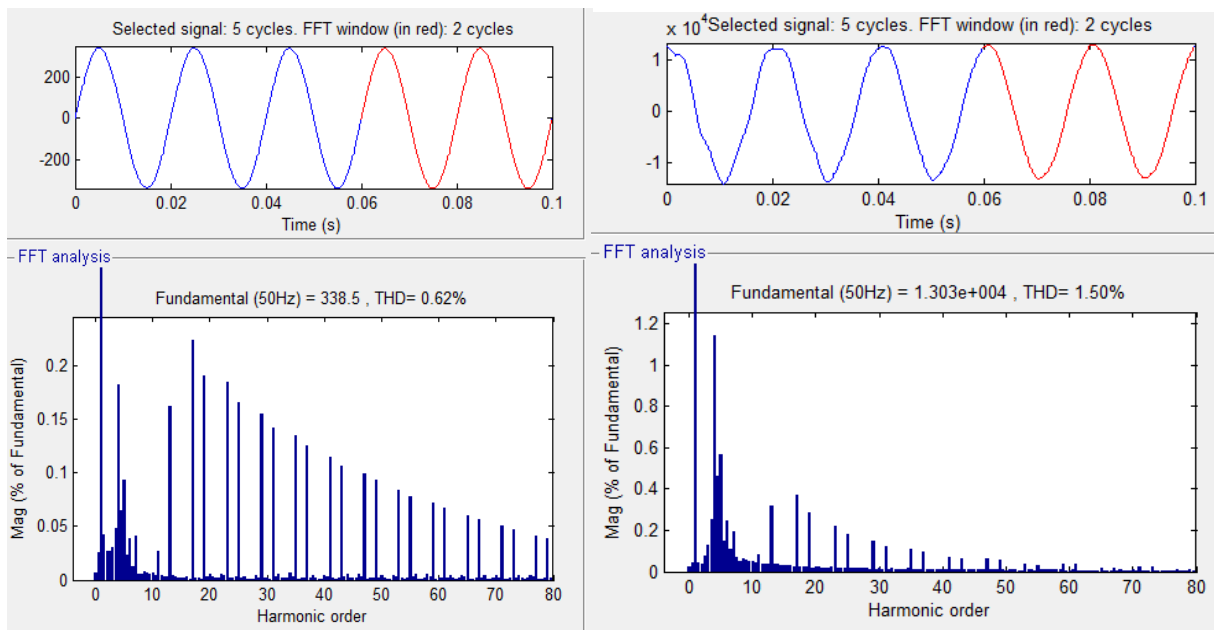 Selected signal: 5 cycles. FFT window (in red): 2 cycles
200
0
-200
0 0.02 0.04 0.06 0.08 0.1
Time (s)
FFT analysis
Fundamental (50Hz) = 338.5 , THD= 0.62%
Mag (% of Fundamental)
0.2
0.15
0.1
0.05
0
0 10 20 30 40 50 60 70 80
Harmonic order
x 10^4
Selected signal: 5 cycles. FFT window (in red): 2 cycles
1
0
-1
0 0.02 0.04 0.06 0.08 0.1
Time (s)
FFT analysis
Fundamental (50Hz) = 1.303e+004 , THD= 1.50%
Mag (% of Fundamental)
1.2
1
0.8
0.6
0.4
0.2
0
0 10 20 30 40 50 60 70 80
Harmonic order